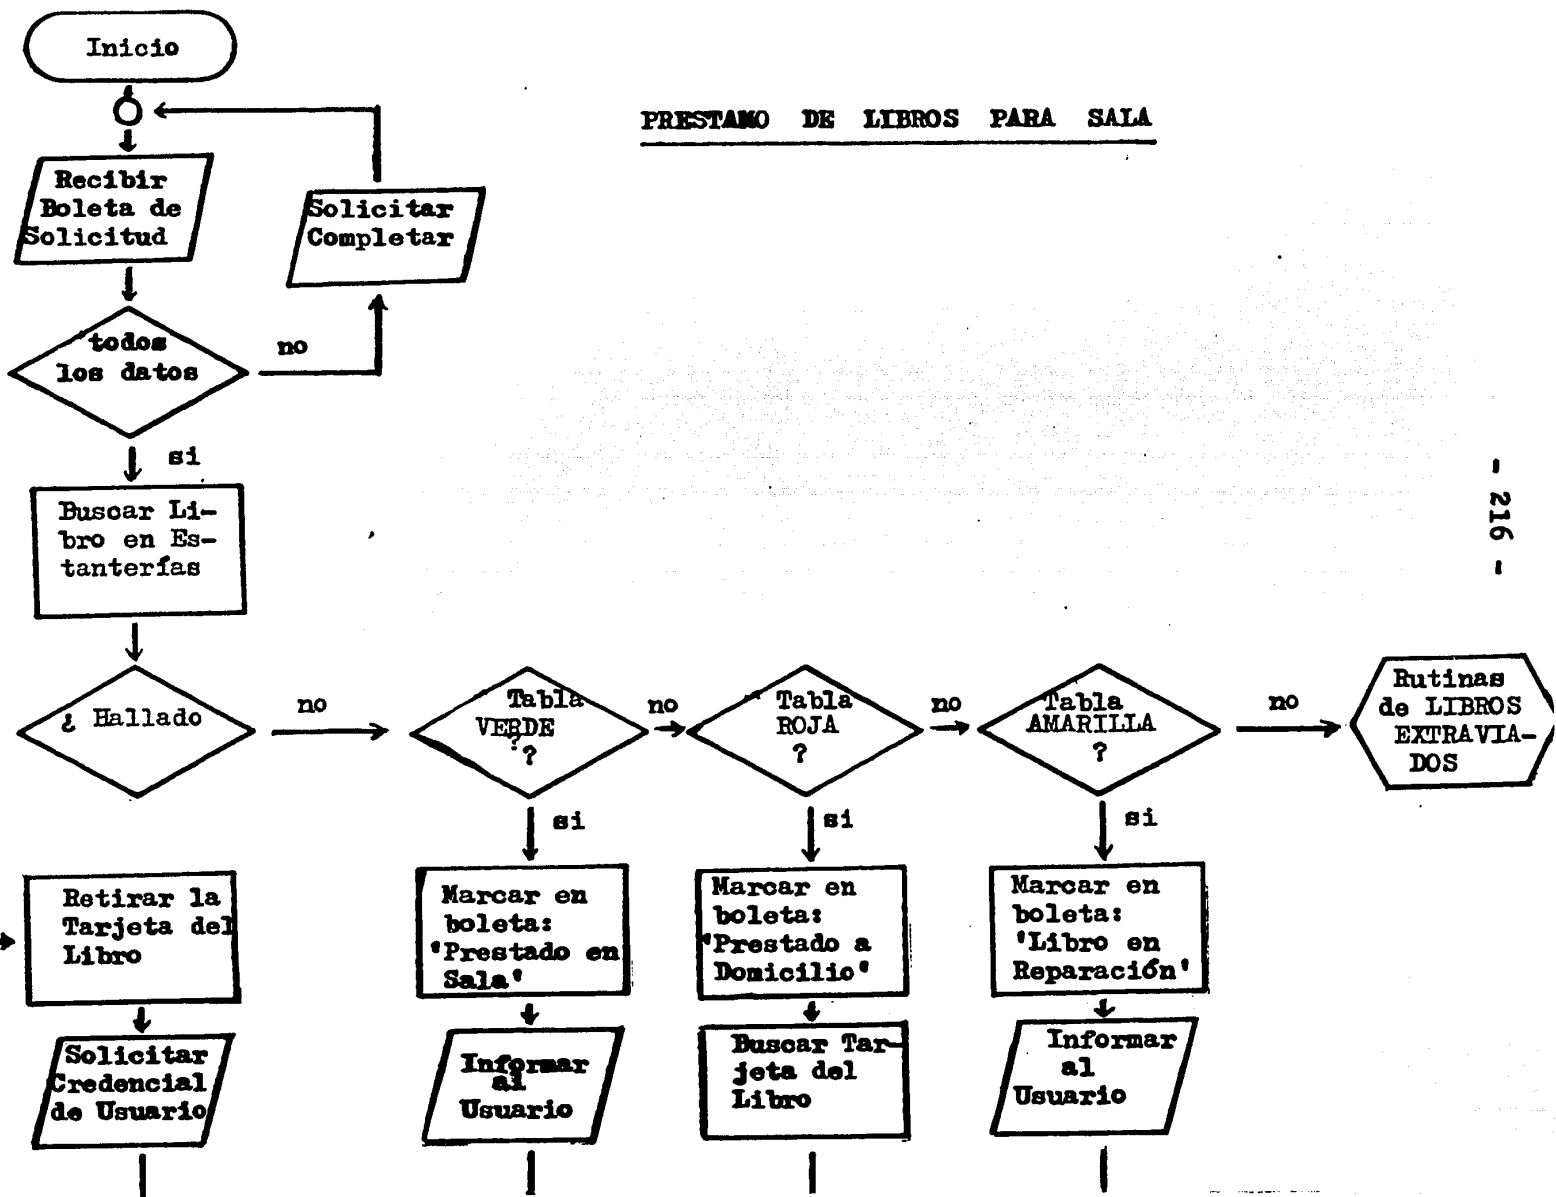 Inicio
PRESTAMO DE LIBROS PARA SALA
Recibir
Boleta de
Solicitud
Solicitar
Completar
todos
los datos
no
si
Buscar Li-
bro en Es-
tanterías
- 216 -
¿ Hallado
no
Tabla
VERDE
?
?
no
Tabla
ROJA
?
no
Tabla
AMARILLA
?
no
Rutinas
de LIBROS
EXTRAVIA-
DOS
si
si
si
Retirar la
Tarjeta del
Libro
Marcar en
boleta:
'Prestado en
Sala'
Marcar en
boleta:
'Prestado a
Domicilio'
Marcar en
boleta:
'Libro en
Reparación'
Solicitar
Credencial
de Usuario
Informar
al
Usuario
Buscar Tar-
jeta del
Libro
Informar
al
Usuario